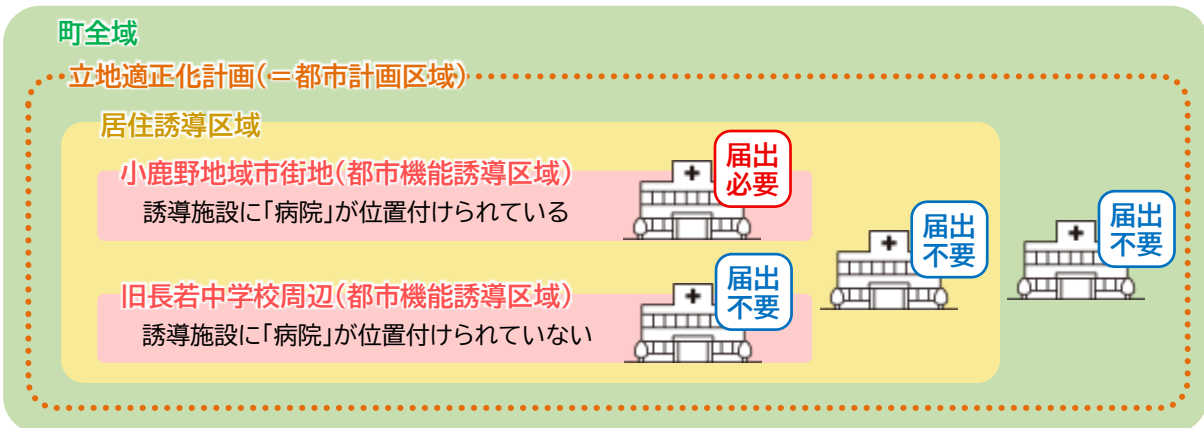 町全域
立地適正化計画(=都市計画区域)
居住誘導区域
小鹿野地域市街地(都市機能誘導区域)
誘導施設に「病院」が位置付けられている
届出
必要
旧長若中学校周辺(都市機能誘導区域)
誘導施設に「病院」が位置付けられていない
届出
不要
届出
不要
届出
不要